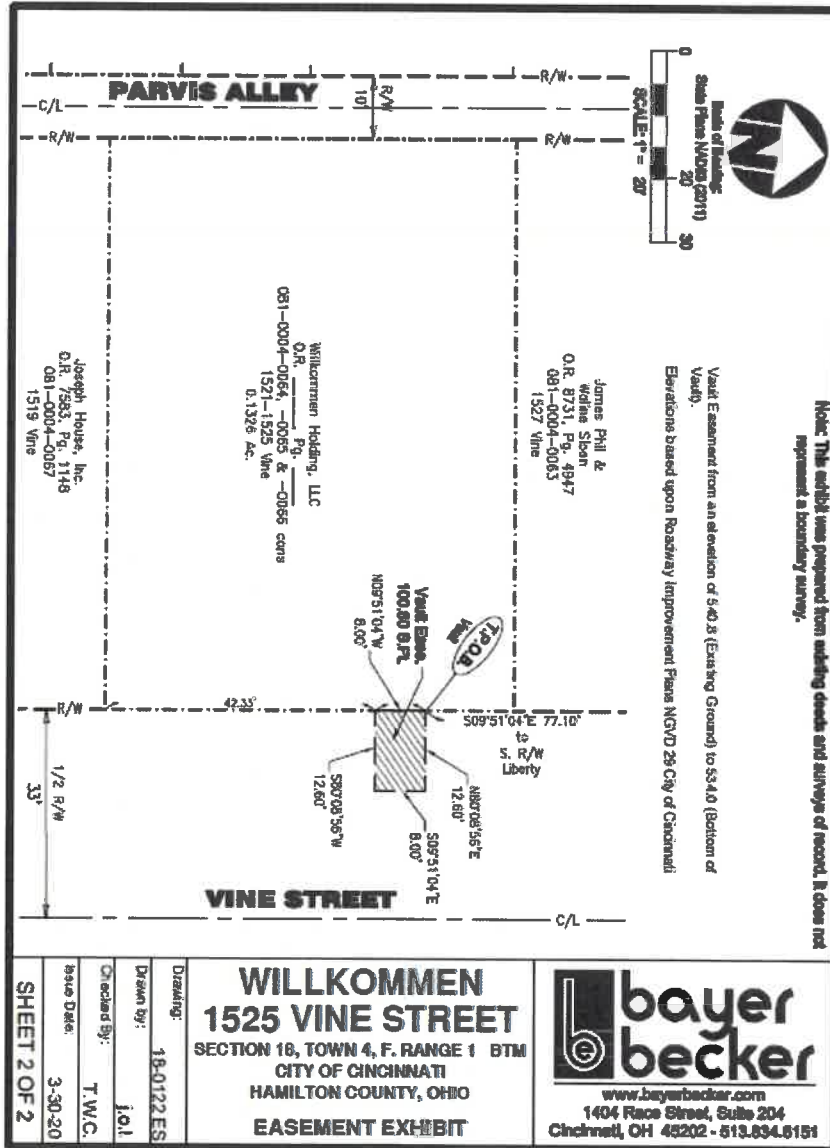 Note: This exhibit was prepared from existing deeds and surveys of record. It does not
represent a boundary survey.
Vault Easement from an elevation of 540.8 (Existing Ground) to 534.0 (Bottom of
Vault).
Elevations based upon Roadway Improvement Plans NGVD 29 City of Cincinnati
N
Basis of Bearing:
State Plane NAD83 (2011)
0
20
30
SCALE: 1" = 20'
PARVIS ALLEY
R/W
R/W
C/L
R/W
R/W
R/W
10'
James Phil &
Sloan
O.R. 8731, Pg. 4947
081-0004-0063
1527 Vine
Willkommen Holding, LLC
O.R. ____ Pg. ____
081-0004-0064, -0065 & -0066 cons
1521-1525 Vine
0.1326 Ac.
Joseph House, Inc.
O.R. 7583, Pg. 1148
081-0004-0067
1519 Vine
T.P.O.B.
Vault
Vault Esme.
100.80 S.Ft.
N09°51'04"W
8.00'
S09°51'04"E 77.10'
to
S. R/W
Liberty
N80°08'56"E
12.60'
S09°51'04"E
8.00'
S80°08'56"W
12.60'
42.33'
R/W
1/2 R/W
33'
VINE STREET
C/L
bayer
becker
www.bayerbecker.com
1404 Race Street, Suite 204
Cincinnati, OH 45202 - 513.834.6151
WILLKOMMEN
1525 VINE STREET
SECTION 18, TOWN 4, F. RANGE 1 BTM
CITY OF CINCINNATI
HAMILTON COUNTY, OHIO
EASEMENT EXHIBIT
Drawing: 18-0122 ES
Drawn by: j.o.l
Checked By: T.W.C.
Issue Date: 3-30-20
SHEET 2 OF 2